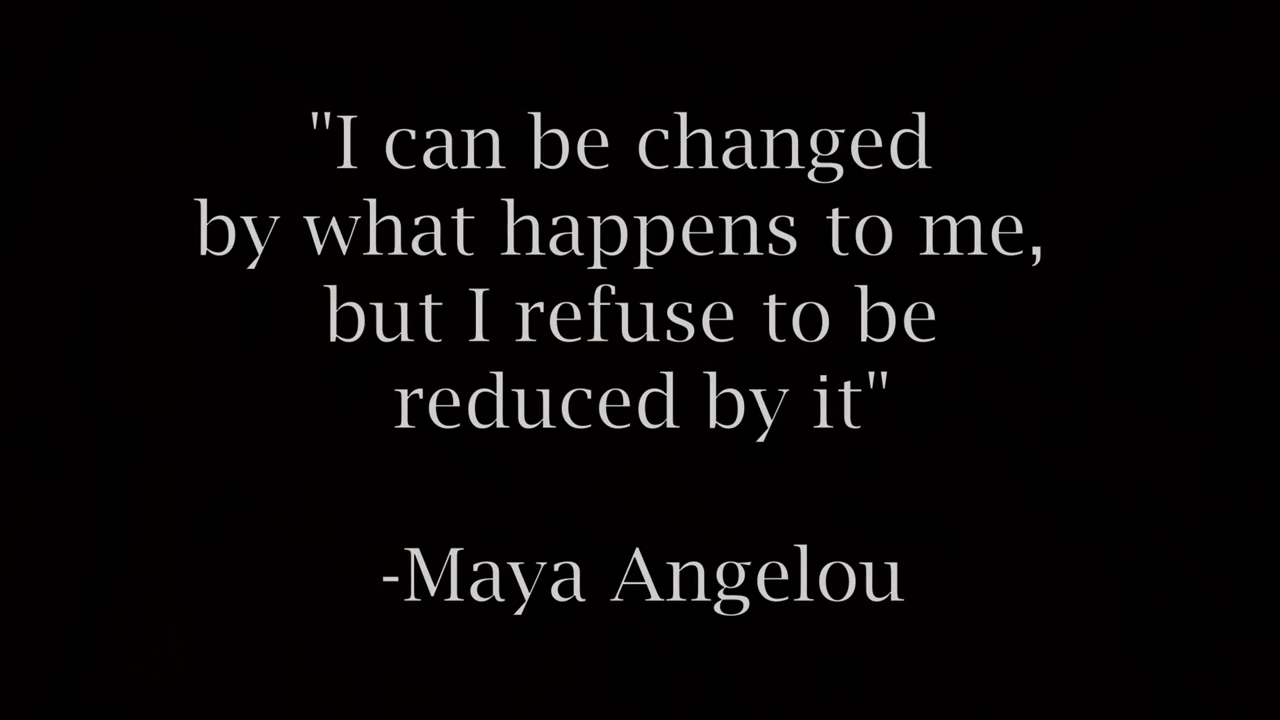 "I can be changed
by what happens to me,
but I refuse to be
reduced by it"
-Maya Angelou